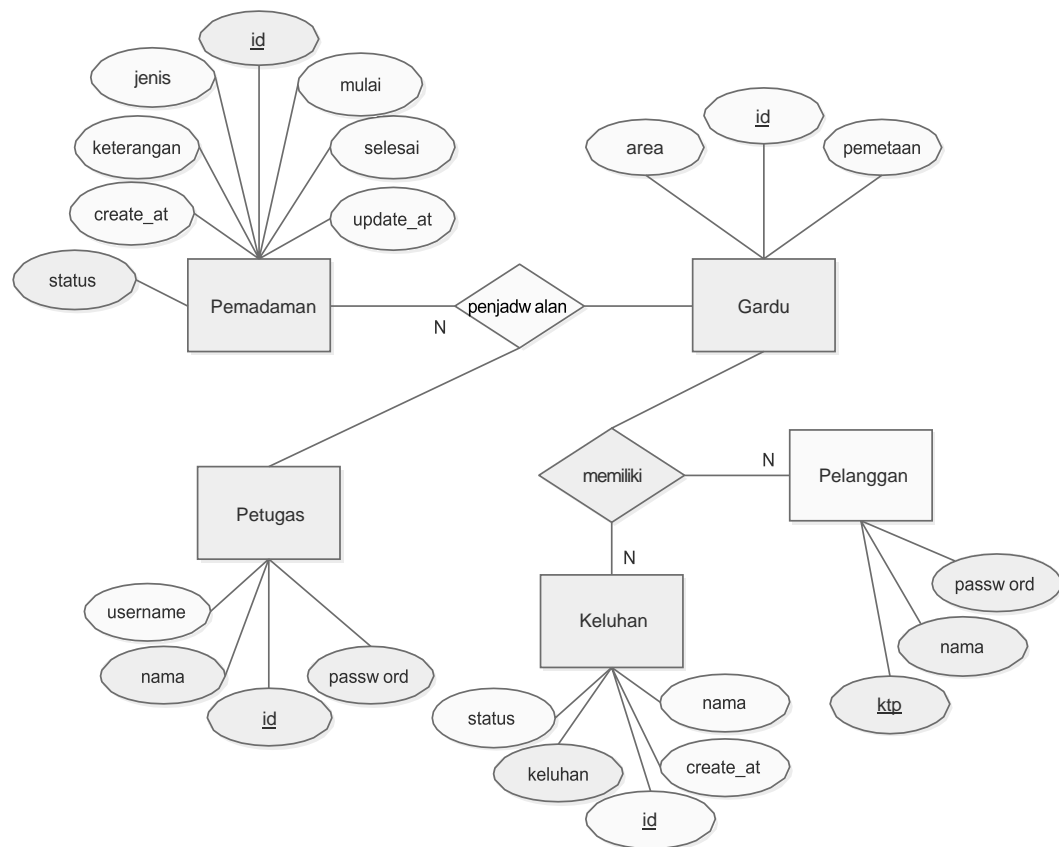 id
jenis
mulai
keterangan
selesai
create_at
update_at
status
Pemadaman
N
penjadw alan
id
area
pemetaan
Gardu
memiliki
N
Pelanggan
N
Petugas
username
nama
id
passw ord
Keluhan
status
nama
keluhan
create_at
id
passw ord
nama
ktp